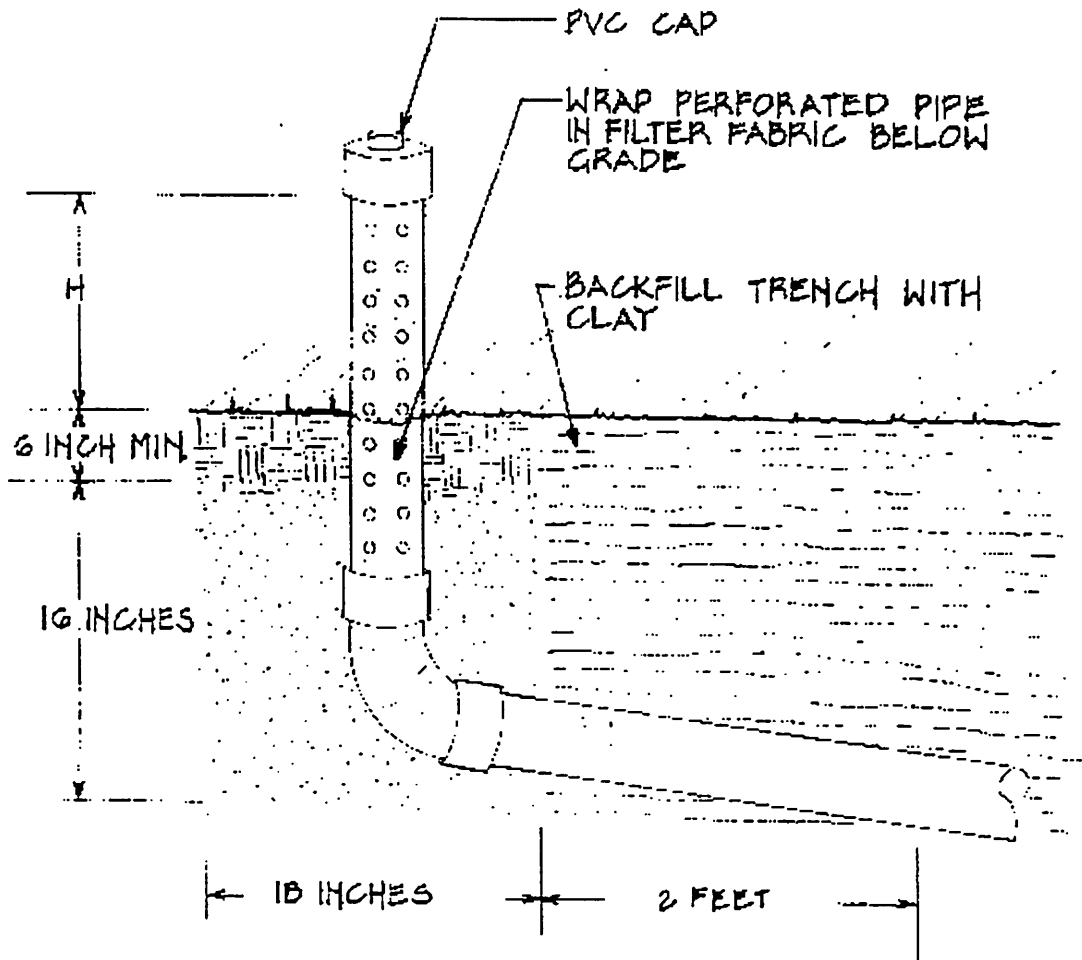 PVC CAP
WRAP PERFORATED PIPE
IN FILTER FABRIC BELOW
GRADE
H
BACKFILL TRENCH WITH
CLAY
6 INCH MIN.
16 INCHES
18 INCHES
2 FEET